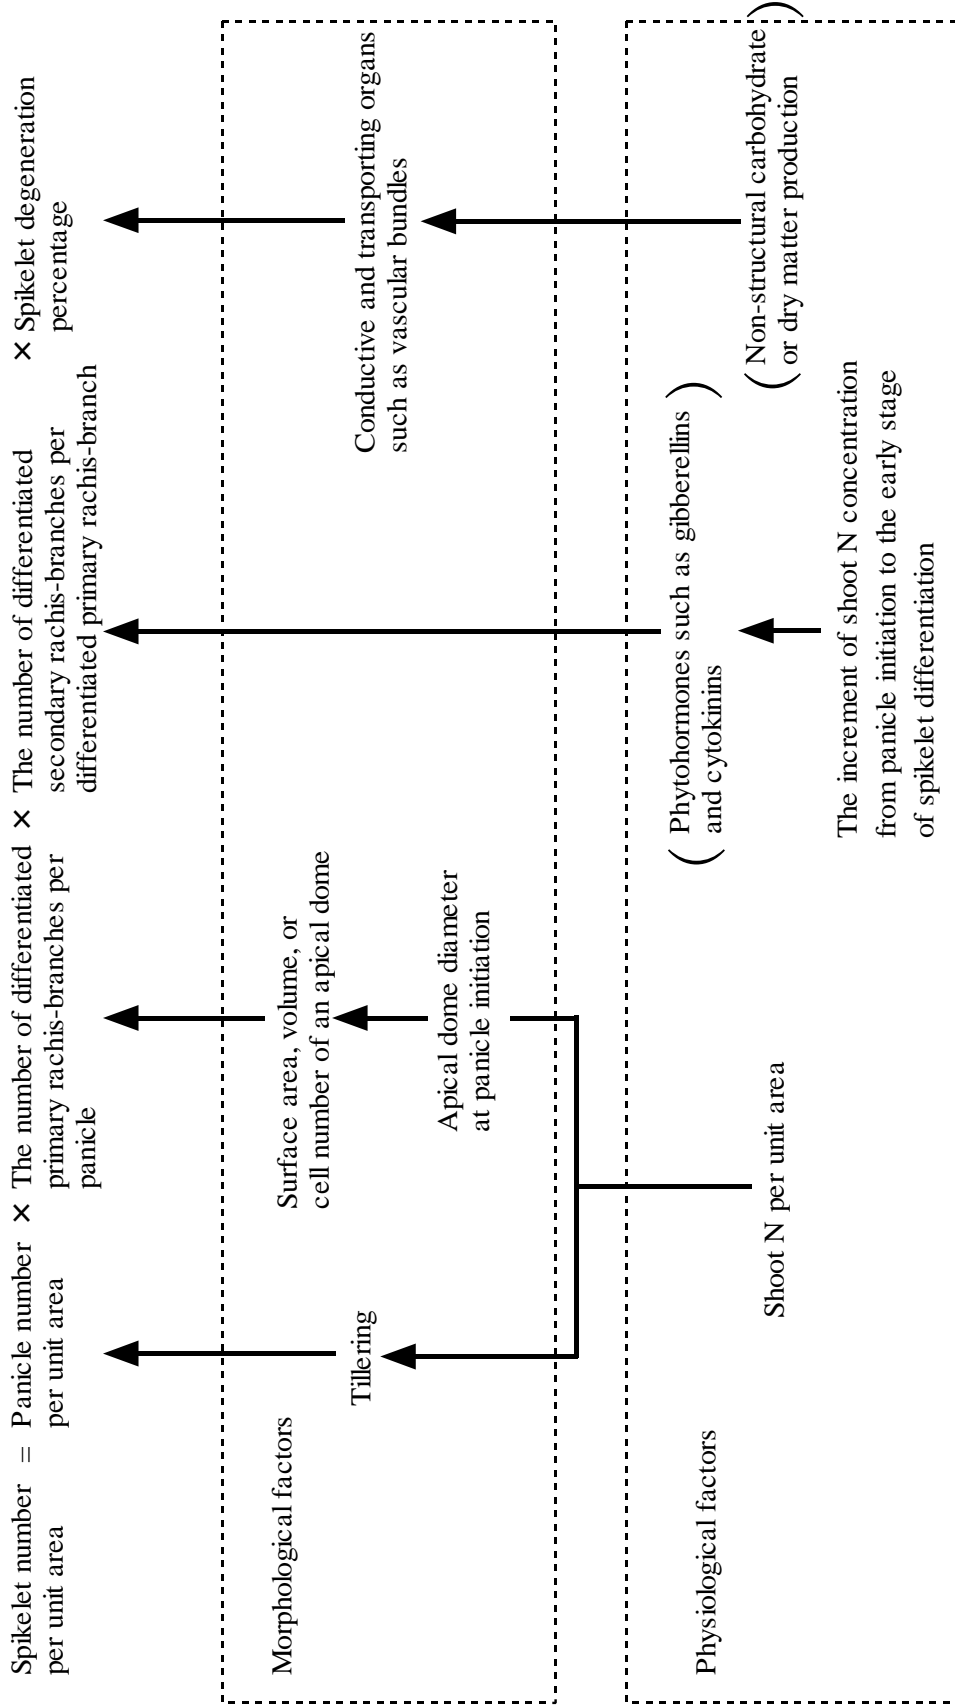 Spikelet number
per unit area
=
Panicle number
per unit area
×
The number of differentiated
primary rachis-branches per
panicle
×
The number of differentiated
secondary rachis-branches per
differentiated primary rachis-branch
×
Spikelet degeneration
percentage
Morphological factors
Tillering
Surface area, volume, or
cell number of an apical dome
Apical dome diameter
at panicle initiation
Conductive and transporting organs
such as vascular bundles
Physiological factors
Shoot N per unit area
(Phytohormones such as gibberellins
and cytokinins)
The increment of shoot N concentration
from panicle initiation to the early stage
of spikelet differentiation
(Non-structural carbohydrate
or dry matter production)